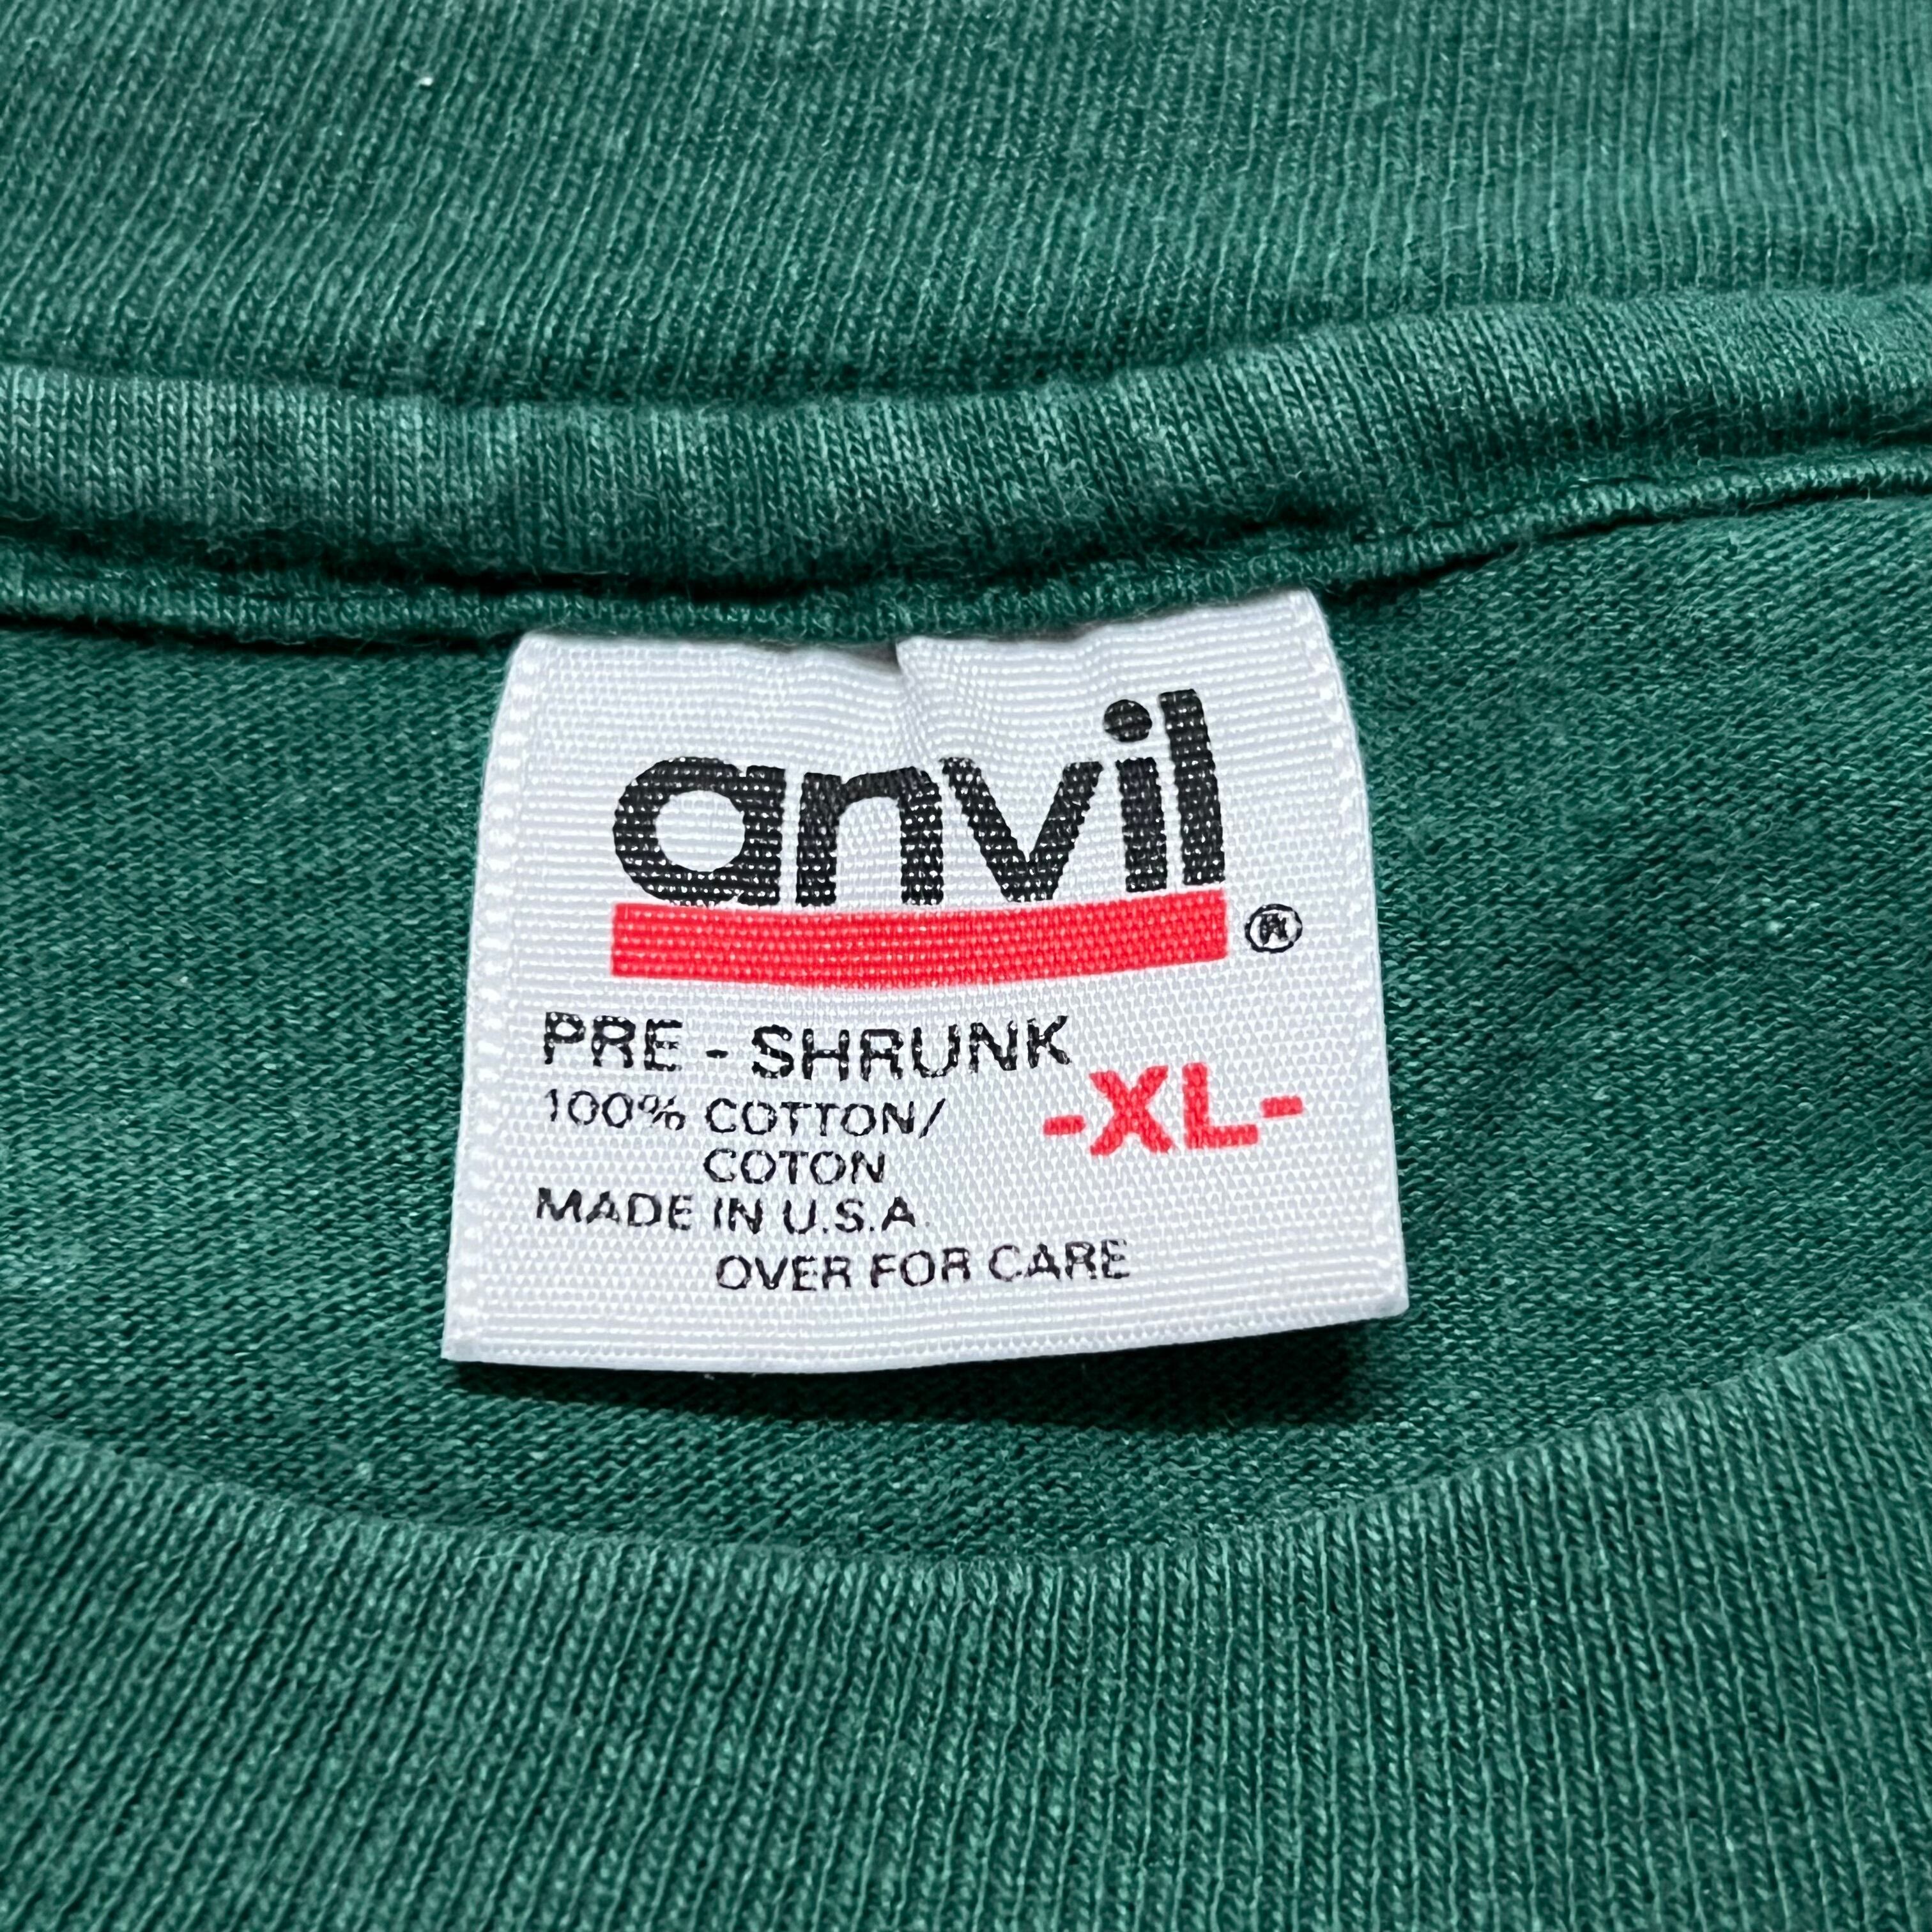 anvil
®
PRE - SHRUNK
100% COTTON/
COTON
-XL-
MADE IN U.S.A.
OVER FOR CARE